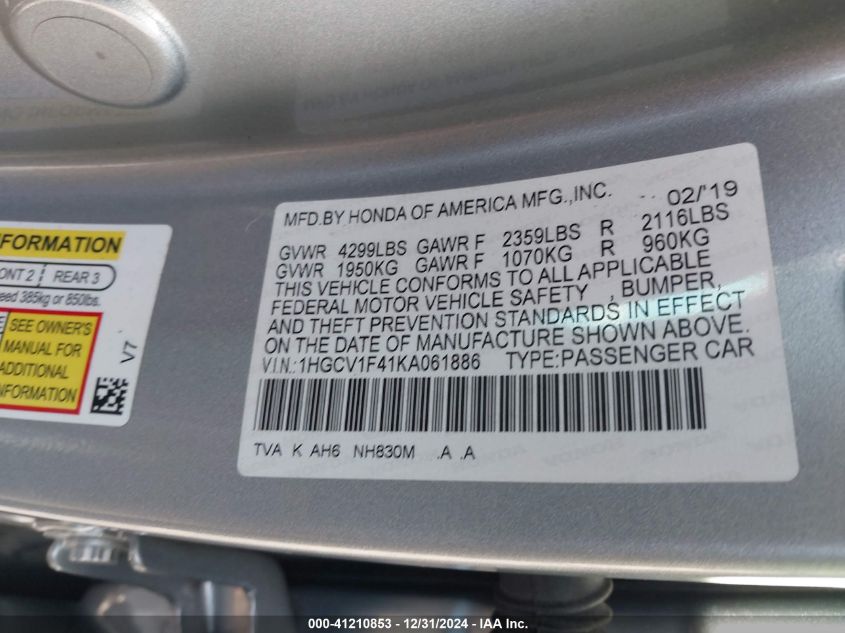 MFD.BY HONDA OF AMERICA MFG.,INC. 02/'19
GVWR 4299LBS GAWR F 2359LBS R 2116LBS
GVWR 1950KG GAWR F 1070KG R 960KG
THIS VEHICLE CONFORMS TO ALL APPLICABLE
FEDERAL MOTOR VEHICLE SAFETY , BUMPER,
AND THEFT PREVENTION STANDARDS IN EFFECT
ON THE DATE OF MANUFACTURE SHOWN ABOVE.
V.I.N.:1HGCV1F41KA061886 TYPE:PASSENGER CAR
TVA K AH6 NH830M .A .A
FORMATION
ONT 2 REAR 3
eed 385kg or 850lbs.
SEE OWNER'S
MANUAL FOR
ADDITIONAL
INFORMATION
V7
000-41210853 - 12/31/2024 - IAA Inc.